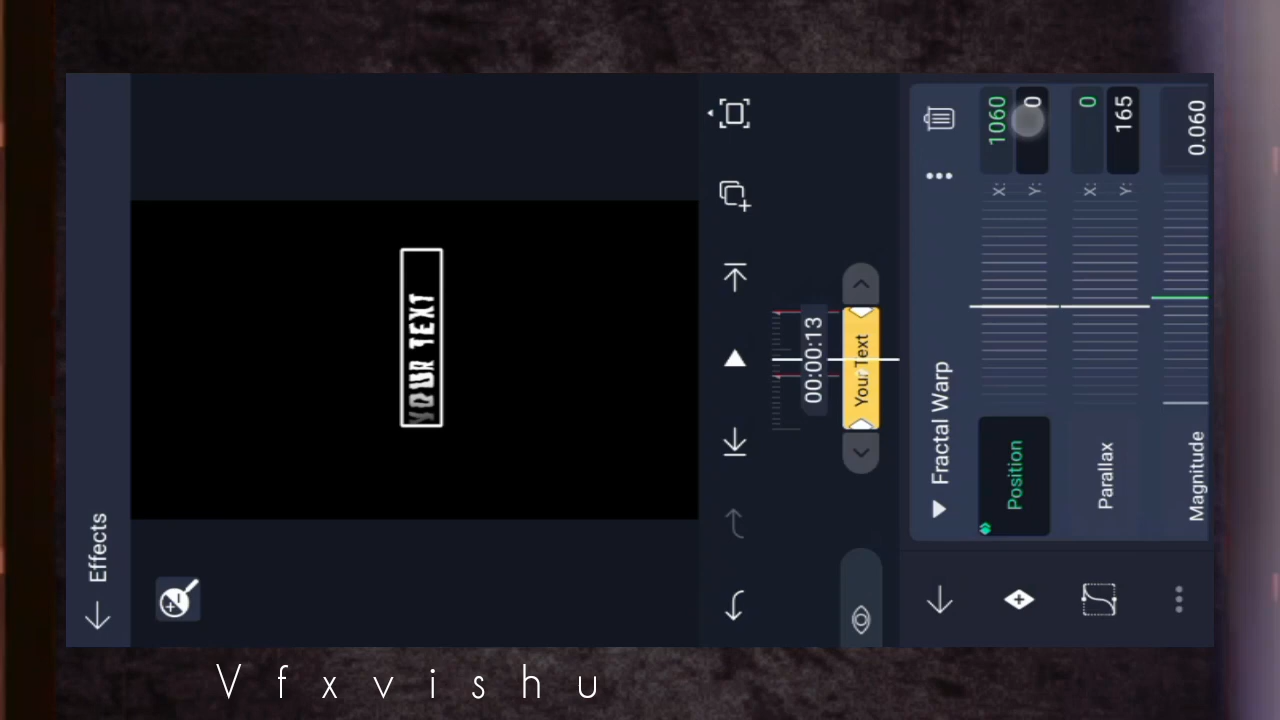 Effects
YOUR TEXT
00:00:13
Your Text
Fractal Warp
Position
X: 1060
Y: 0
Parallax
X: 0
Y: 165
Magnitude
0.060
Vfxvishu